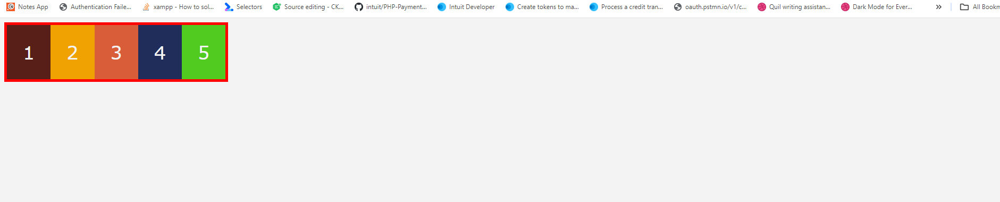 Notes App Authentication Faile... xampp - How to sol... Selectors Source editing - CK... intuit/PHP-Payment... Intuit Developer Create tokens to ma... Process a credit tran... oauth.pstmn.io/v1/c... Quil writing assistan... Dark Mode for Ever... » All Bookm
1 2 3 4 5